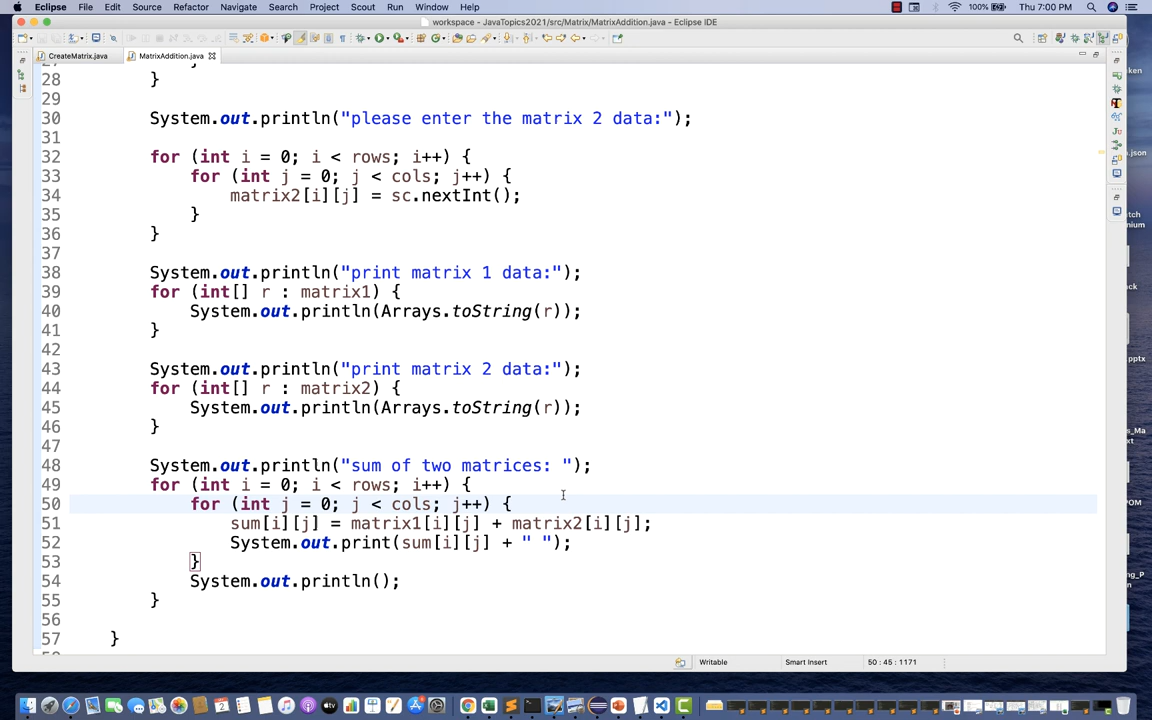 Eclipse File Edit Source Refactor Navigate Search Project Scout Run Window Help 100% Thu 7:00 PM
workspace - JavaTopics2021/src/Matrix/MatrixAddition.java - Eclipse IDE
CreateMatrix.java MatrixAddition.java
28 }
29
30 System.out.println("please enter the matrix 2 data:");
31
32 for (int i = 0; i < rows; i++) {
33 for (int j = 0; j < cols; j++) {
34 matrix2[i][j] = sc.nextInt();
35 }
36 }
37
38 System.out.println("print matrix 1 data:");
39 for (int[] r : matrix1) {
40 System.out.println(Arrays.toString(r));
41 }
42
43 System.out.println("print matrix 2 data:");
44 for (int[] r : matrix2) {
45 System.out.println(Arrays.toString(r));
46 }
47
48 System.out.println("sum of two matrices: ");
49 for (int i = 0; i < rows; i++) {
50 for (int j = 0; j < cols; j++) {
51 sum[i][j] = matrix1[i][j] + matrix2[i][j];
52 System.out.print(sum[i][j] + " ");
53 }
54 System.out.println();
55 }
56
57 }
Writable Smart Insert 50 : 45 : 1171